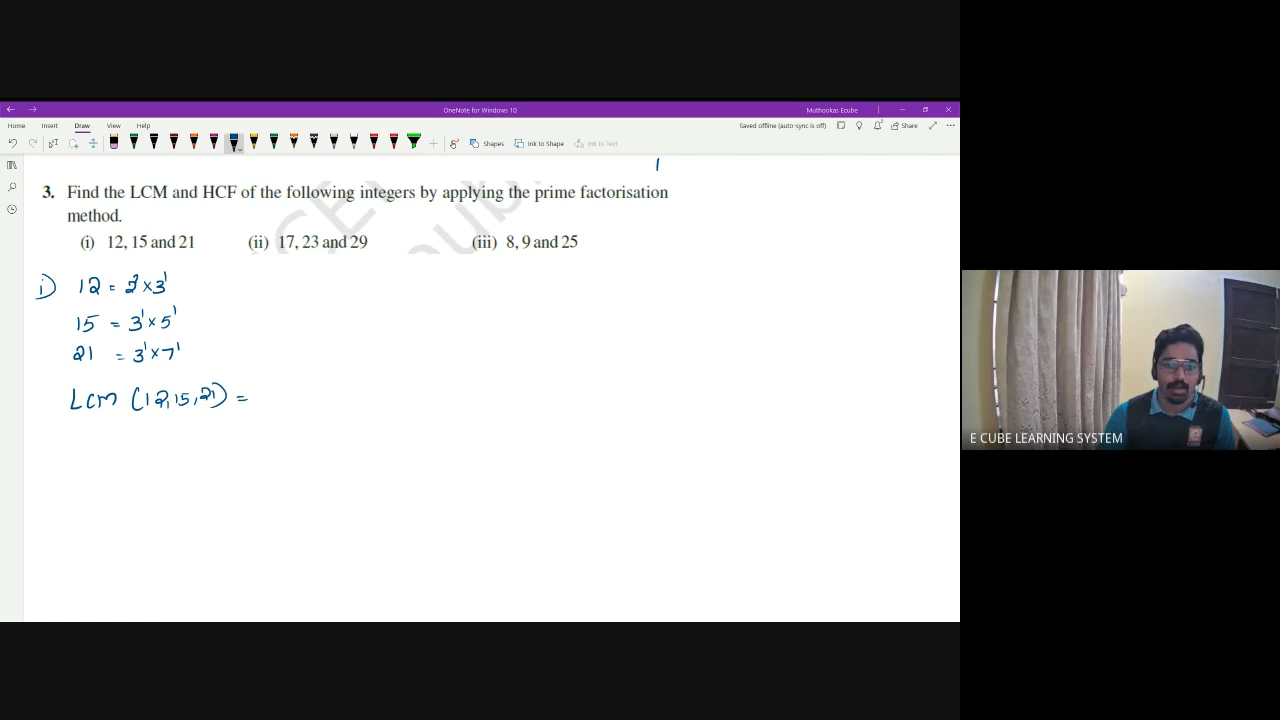 OneNote for Windows 10
Muthookas Ecube
Home Insert Draw View Help
Saved offline (auto-sync is off) Share
Shapes Ink to Shape Ink to Text
3. Find the LCM and HCF of the following integers by applying the prime factorisation
method.
(i) 12, 15 and 21 (ii) 17, 23 and 29 (iii) 8, 9 and 25
i) 12 = 2² × 3¹
15 = 3¹ × 5¹
21 = 3¹ × 7¹
LCM (12, 15, 21) =
E CUBE LEARNING SYSTEM